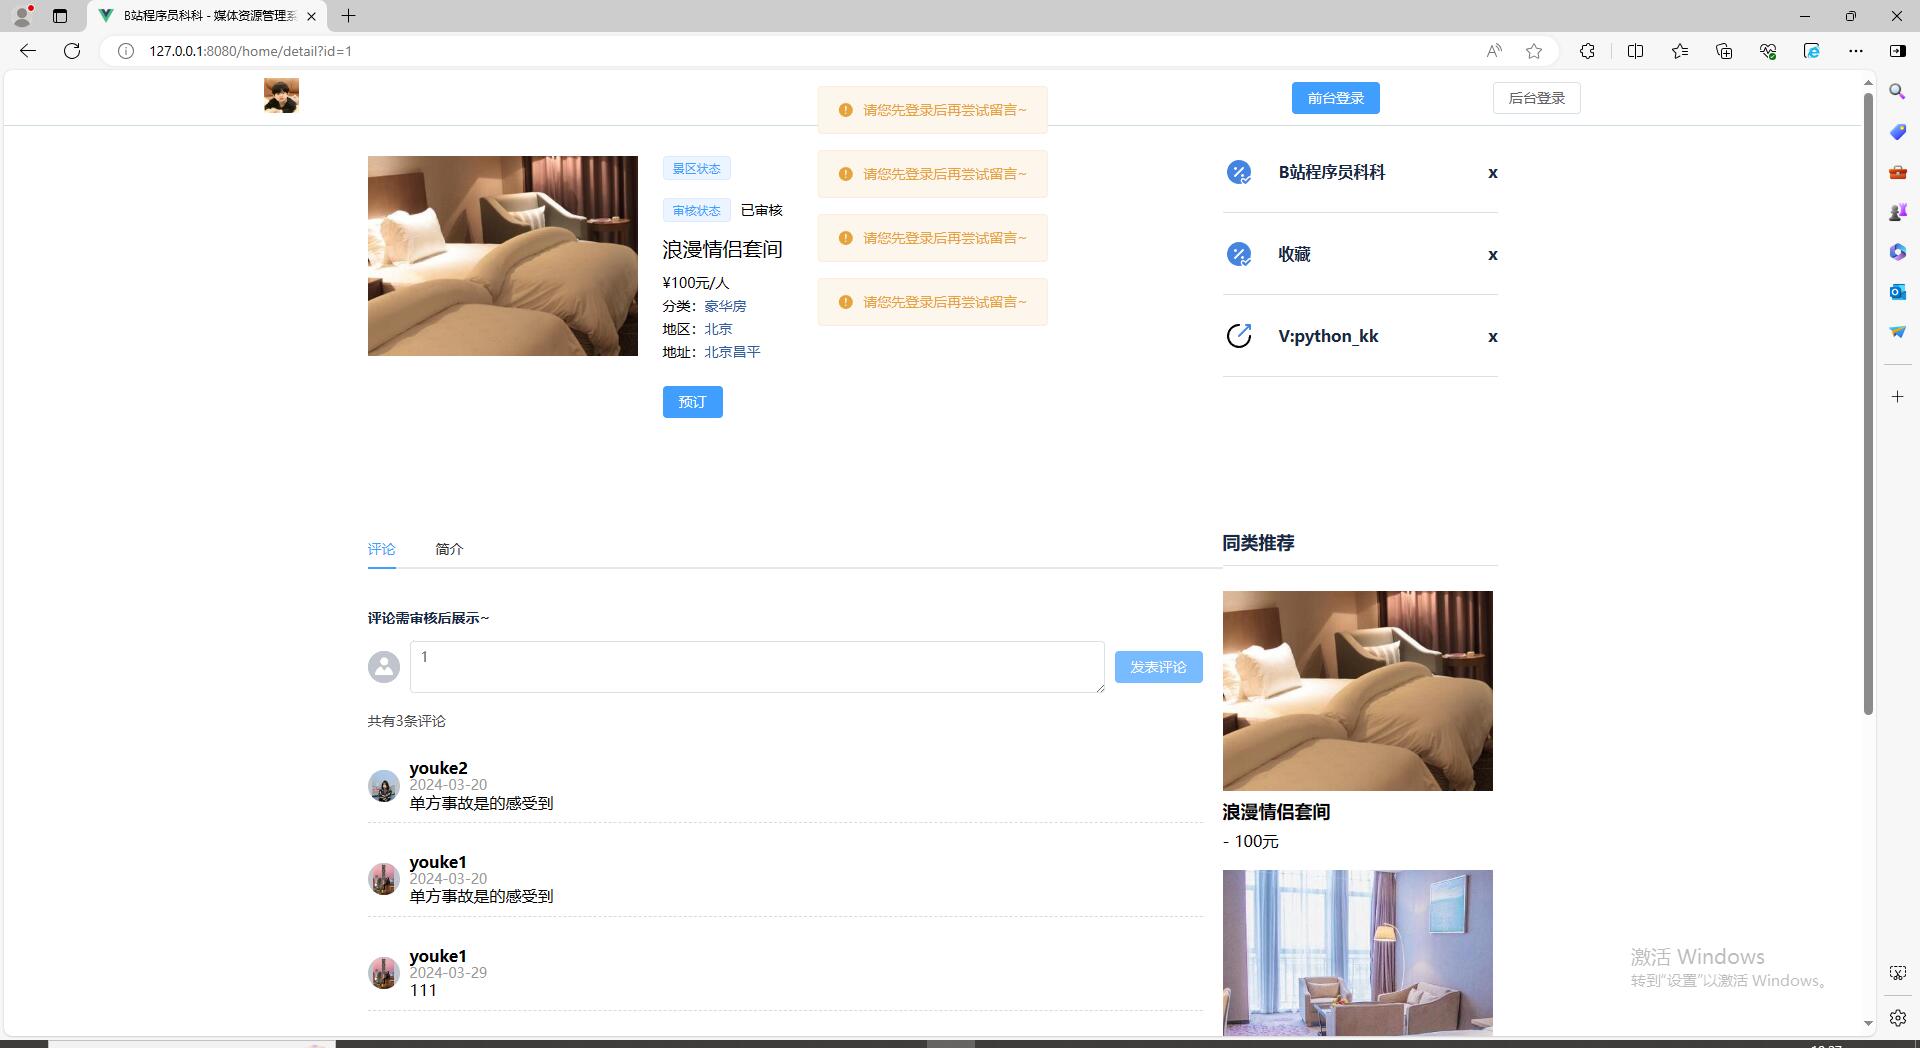 B站程序员科科 - 媒体资源管理系
127.0.0.1:8080/home/detail?id=1
请您先登录后再尝试留言~
请您先登录后再尝试留言~
请您先登录后再尝试留言~
请您先登录后再尝试留言~
前台登录
后台登录
景区状态
审核状态 已审核
浪漫情侣套间
¥100元/人
分类：豪华房
地区：北京
地址：北京昌平
预订
B站程序员科科 x
收藏 x
V:python_kk x
评论 简介
评论需审核后展示~
1
发表评论
共有3条评论
youke2
2024-03-20
单方事故是的感受到
youke1
2024-03-20
单方事故是的感受到
youke1
2024-03-29
111
同类推荐
浪漫情侣套间
- 100元
激活 Windows
转到“设置”以激活 Windows。